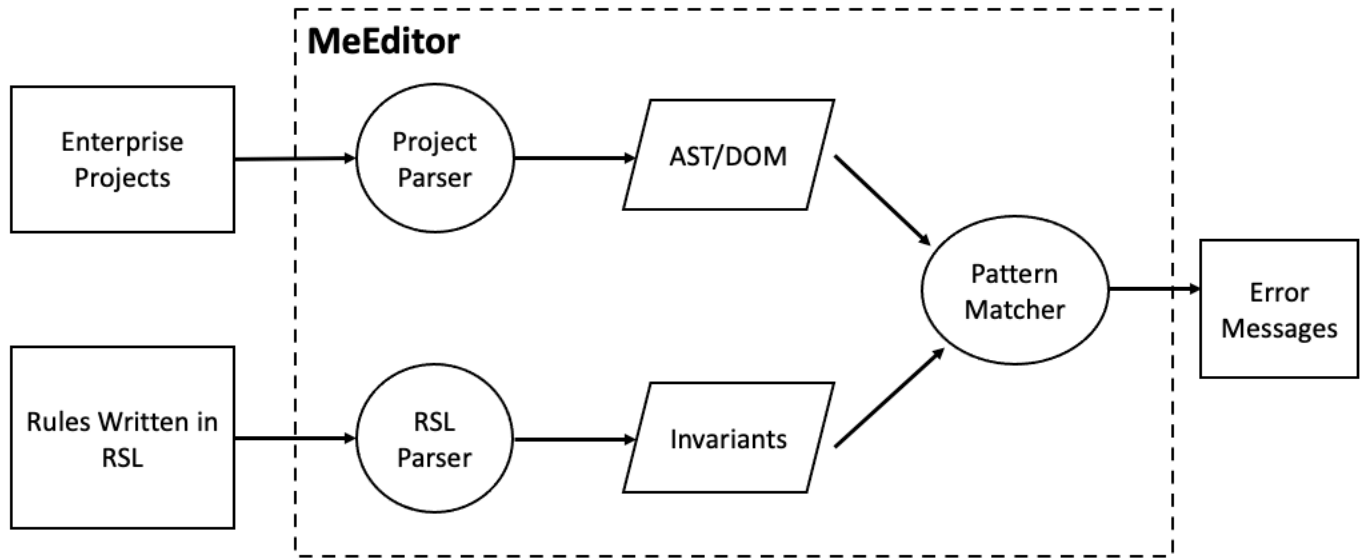 MeEditor
Enterprise
Projects
Project
Parser
AST/DOM
Pattern
Matcher
Error
Messages
Rules Written in
RSL
RSL
Parser
Invariants